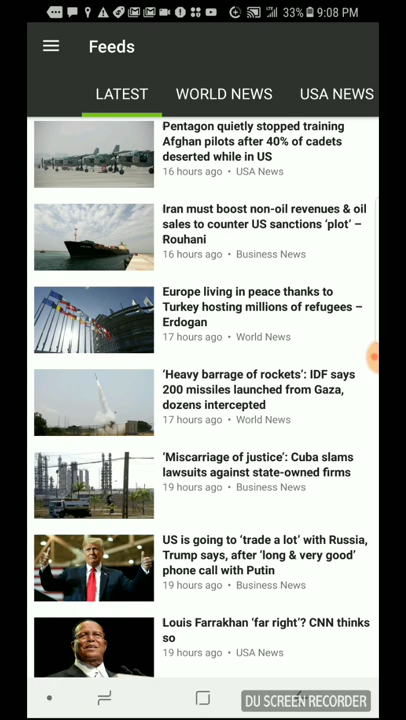 33% 9:08 PM
Feeds
LATEST WORLD NEWS USA NEWS
Pentagon quietly stopped training
Afghan pilots after 40% of cadets
deserted while in US
16 hours ago • USA News
Iran must boost non-oil revenues & oil
sales to counter US sanctions ‘plot’ –
Rouhani
16 hours ago • Business News
Europe living in peace thanks to
Turkey hosting millions of refugees –
Erdogan
17 hours ago • World News
‘Heavy barrage of rockets’: IDF says
200 missiles launched from Gaza,
dozens intercepted
17 hours ago • World News
‘Miscarriage of justice’: Cuba slams
lawsuits against state-owned firms
19 hours ago • Business News
US is going to ‘trade a lot’ with Russia,
Trump says, after ‘long & very good’
phone call with Putin
19 hours ago • Business News
Louis Farrakhan ‘far right’? CNN thinks
so
19 hours ago • USA News
DU SCREEN RECORDER